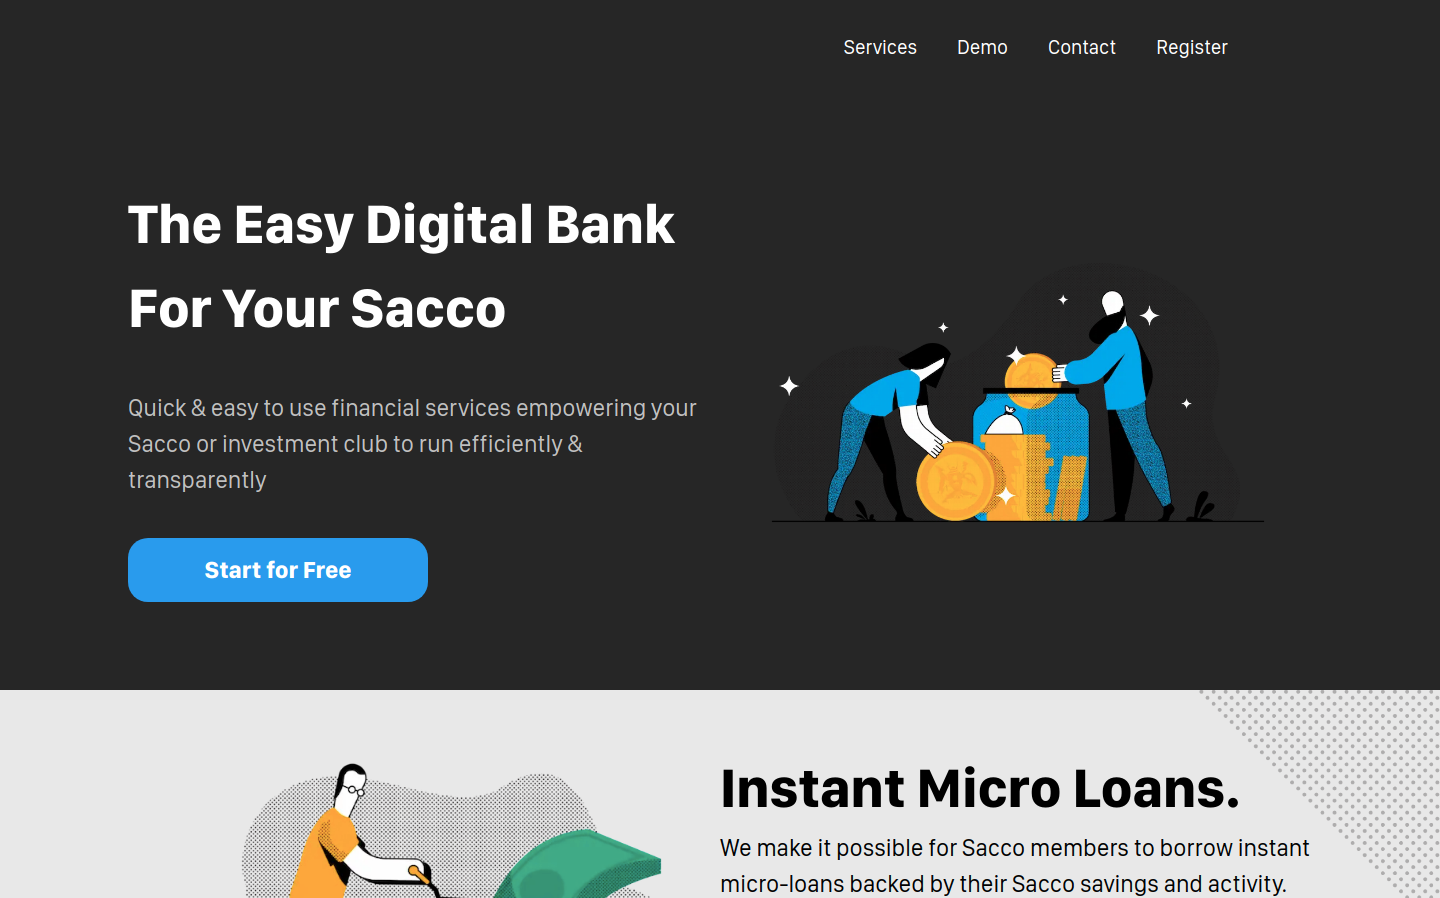 Services Demo Contact Register
The Easy Digital Bank
For Your Sacco
Quick & easy to use financial services empowering your
Sacco or investment club to run efficiently &
transparently
Start for Free
Instant Micro Loans.
We make it possible for Sacco members to borrow instant
micro-loans backed by their Sacco savings and activity.